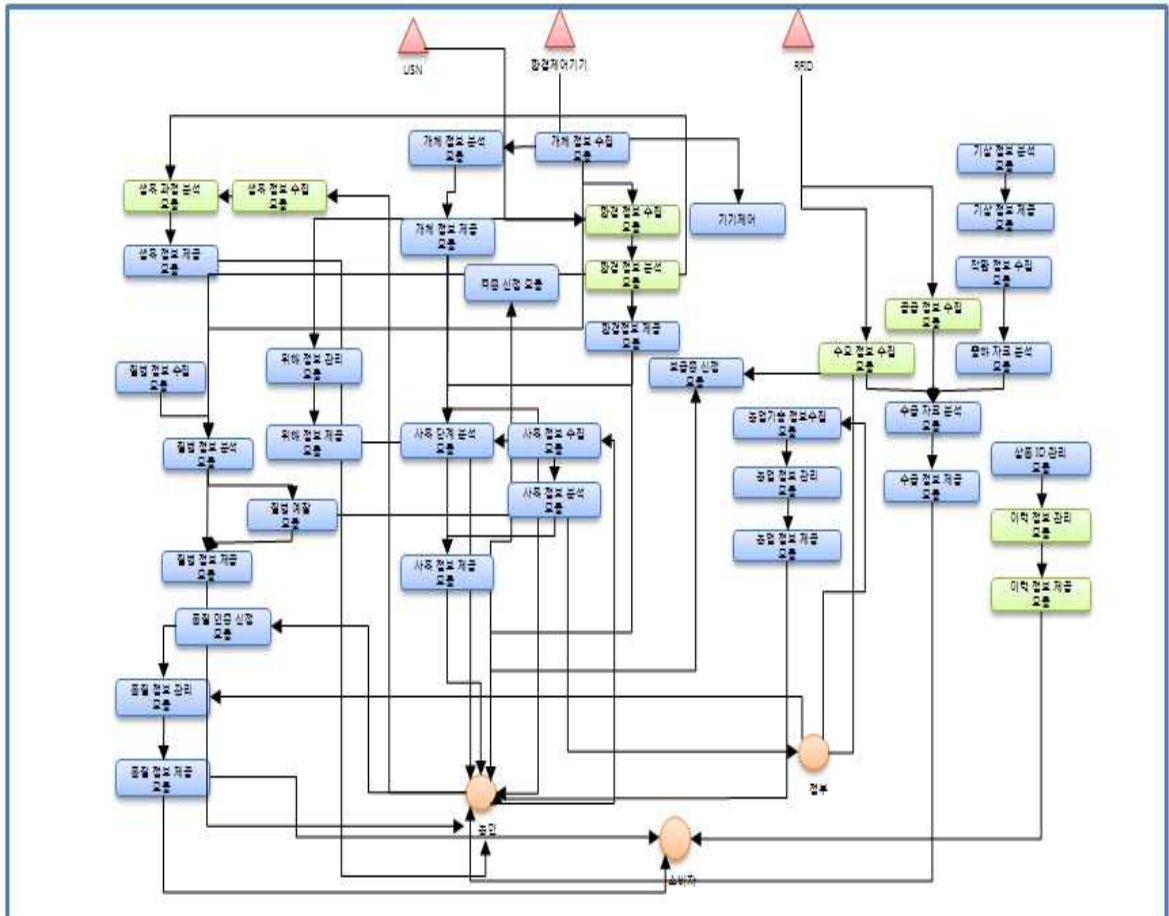 USN
환경제어기기
RFID
개체 정보 분석
모듈
개체 정보 수집
모듈
기상 정보 분석
모듈
생육 과정 분석
모듈
생육 정보 수집
모듈
환경 정보 수집
모듈
기기제어
기상 정보 제공
모듈
개체 정보 제공
모듈
생육 정보 제공
모듈
환경 정보 분석
모듈
작황 정보 수집
모듈
신청 모듈
공급 정보 수집
모듈
환경정보 제공
모듈
위해 정보 관리
모듈
수요 정보 수집
모듈
출하 자료 분석
모듈
질병 정보 수집
모듈
보급종 신청
모듈
수급 자료 분석
모듈
농업기술 정보수집
모듈
위해 정보 제공
모듈
사육 단계 분석
모듈
사육 정보 수집
모듈
질병 정보 분석
모듈
상품 ID 관리
모듈
농업 정보 관리
모듈
수급 정보 제공
모듈
사육 정보 분석
모듈
질병 예찰
모듈
이력 정보 관리
모듈
농업 정보 제공
모듈
질병 정보 제공
모듈
사육 정보 제공
모듈
이력 정보 제공
모듈
품질 인증 신청
모듈
품질 정보 관리
모듈
품질 정보 제공
모듈
정부
농민
소비자